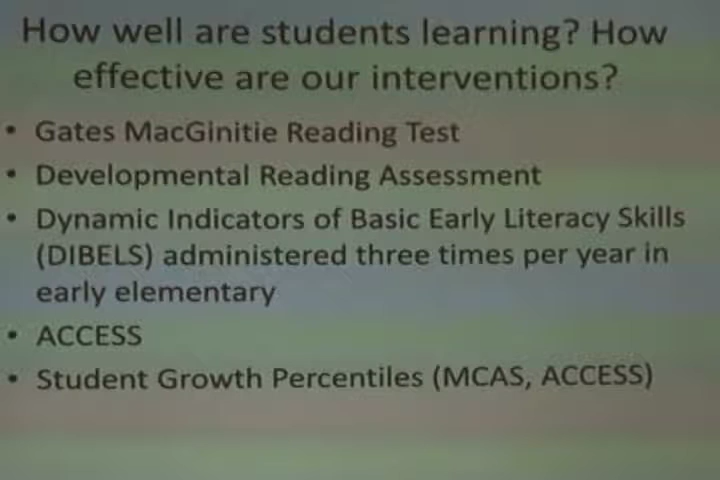 How well are students learning? How
effective are our interventions?
• Gates MacGinitie Reading Test
• Developmental Reading Assessment
• Dynamic Indicators of Basic Early Literacy Skills
(DIBELS) administered three times per year in
early elementary
• ACCESS
• Student Growth Percentiles (MCAS, ACCESS)